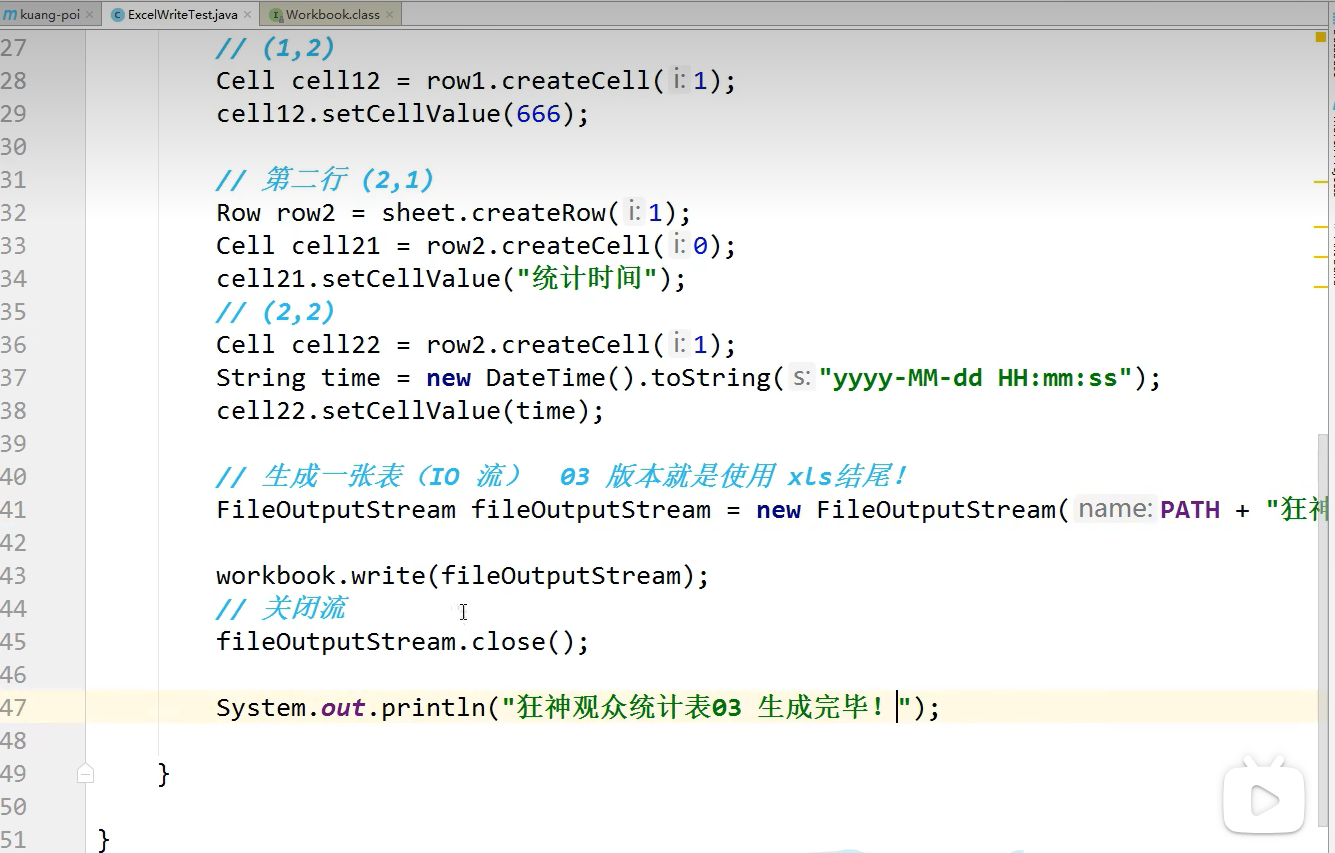 kuang-poi ExcelWriteTest.java Workbook.class
27 // (1,2)
28 Cell cell12 = row1.createCell( i: 1);
29 cell12.setCellValue(666);
30
31 // 第二行 (2,1)
32 Row row2 = sheet.createRow( i: 1);
33 Cell cell21 = row2.createCell( i: 0);
34 cell21.setCellValue("统计时间");
35 // (2,2)
36 Cell cell22 = row2.createCell( i: 1);
37 String time = new DateTime().toString( s: "yyyy-MM-dd HH:mm:ss");
38 cell22.setCellValue(time);
39
40 // 生成一张表（IO 流） 03 版本就是使用 xls结尾！
41 FileOutputStream fileOutputStream = new FileOutputStream( name: PATH + "狂神
42
43 workbook.write(fileOutputStream);
44 // 关闭流
45 fileOutputStream.close();
46
47 System.out.println("狂神观众统计表03 生成完毕！");
48
49 }
50
51 }